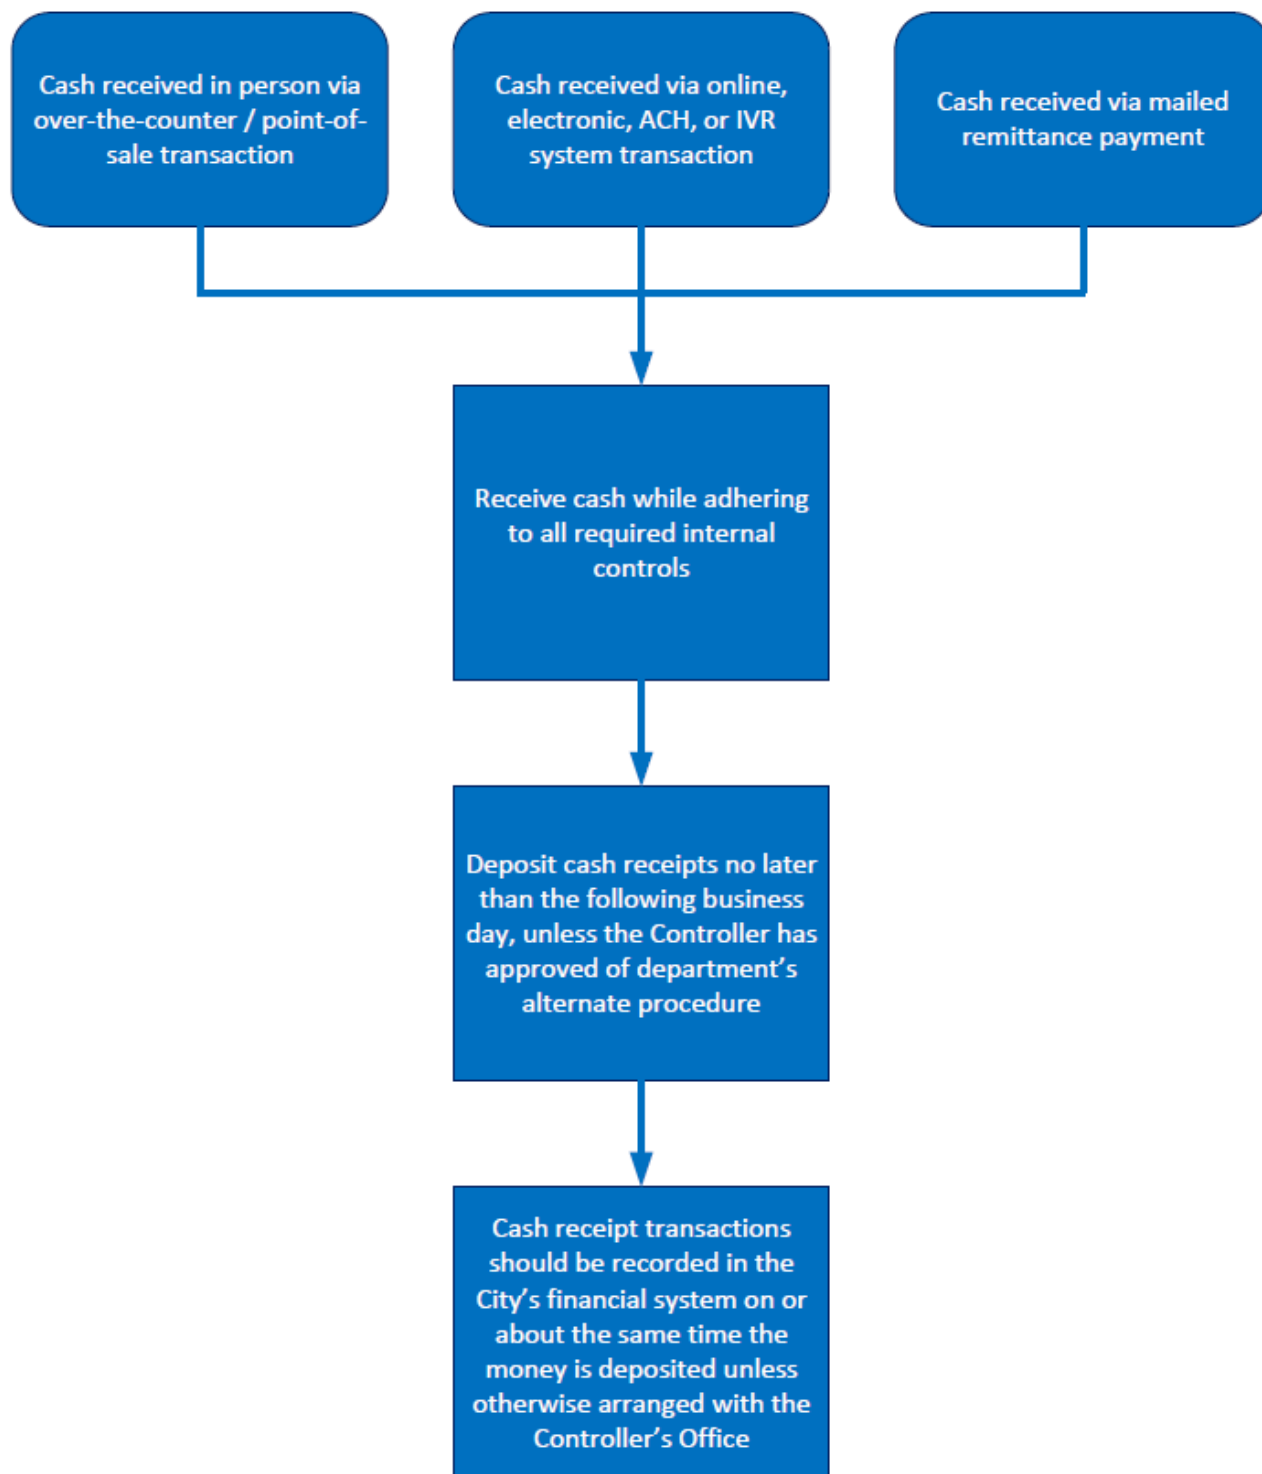 Cash received in person via
over-the-counter / point-of-
sale transaction
Cash received via online,
electronic, ACH, or IVR
system transaction
Cash received via mailed
remittance payment
Receive cash while adhering
to all required internal
controls
Deposit cash receipts no later
than the following business
day, unless the Controller has
approved of department’s
alternate procedure
Cash receipt transactions
should be recorded in the
City’s financial system on or
about the same time the
money is deposited unless
otherwise arranged with the
Controller’s Office